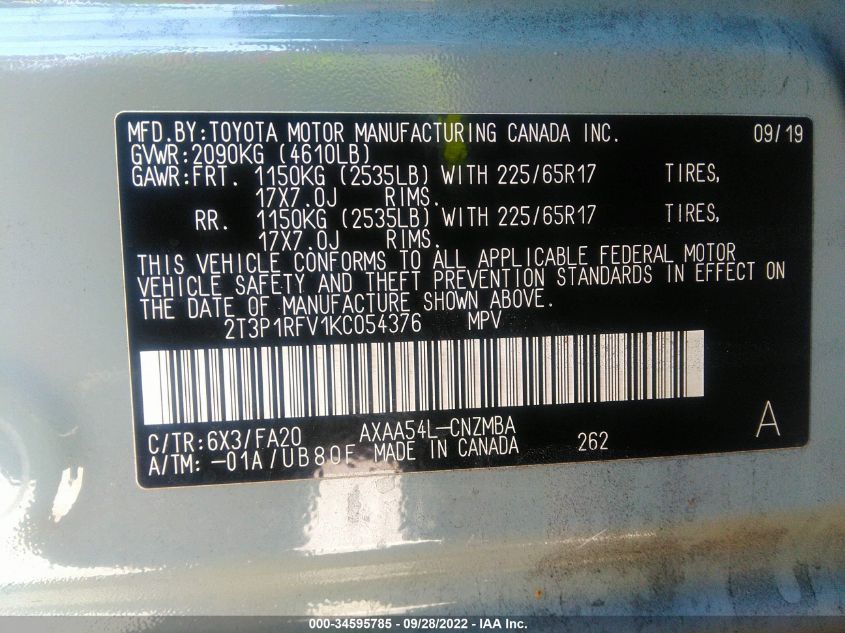 MFD.BY:TOYOTA MOTOR MANUFACTURING CANADA INC. 09/19
GVWR:2090KG (4610LB)
GAWR:FRT. 1150KG (2535LB) WITH 225/65R17 TIRES,
17X7.0J RIMS.
RR. 1150KG (2535LB) WITH 225/65R17 TIRES,
17X7.0J RIMS.
THIS VEHICLE CONFORMS TO ALL APPLICABLE FEDERAL MOTOR
VEHICLE SAFETY AND THEFT PREVENTION STANDARDS IN EFFECT ON
THE DATE OF MANUFACTURE SHOWN ABOVE.
2T3P1RFV1KC054376 MPV
C/TR:6X3/FA20 AXAA54L-CNZMBA A
A/TM: -01A/UB80F MADE IN CANADA 262
000-34595785 - 09/28/2022 - IAA Inc.